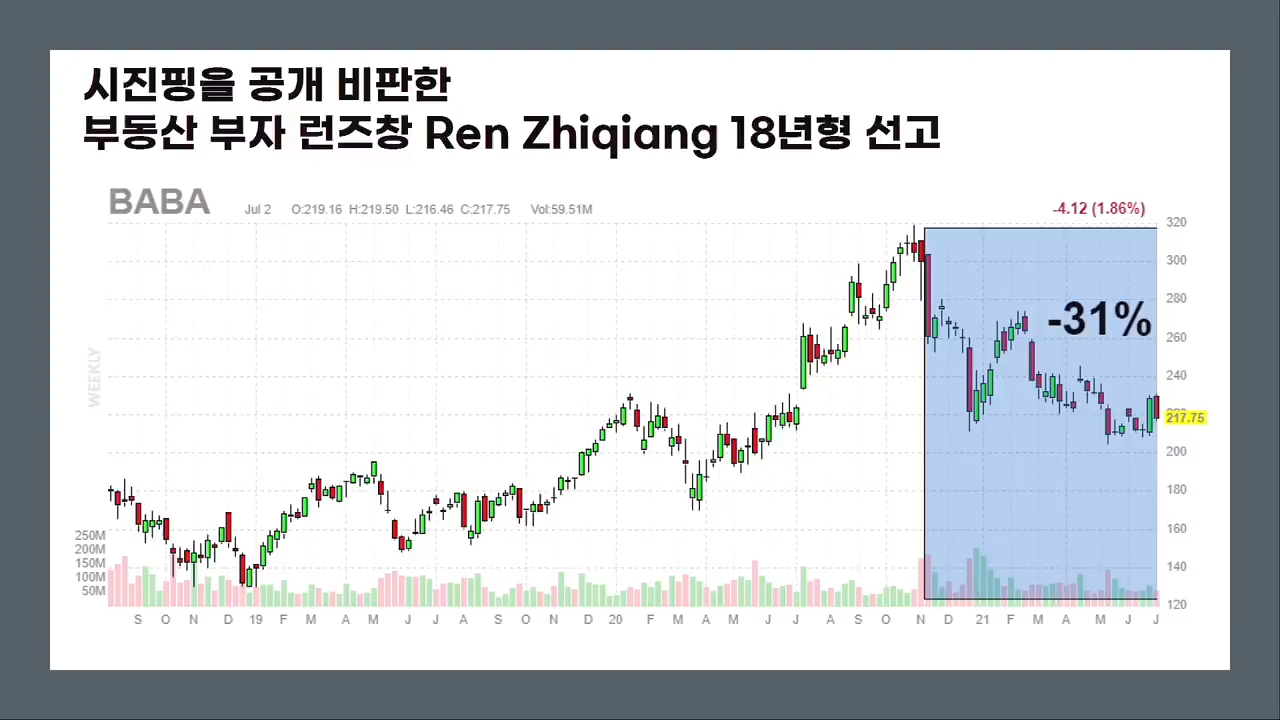 시진핑을 공개 비판한
부동산 부자 런즈창 Ren Zhiqiang 18년형 선고
BABA Jul 2 O:219.16 H:219.50 L:216.46 C:217.75 Vol:59.51M -4.12 (1.86%)
320
300
280
-31%
260
240
217.75
200
180
160
140
120
WEEKLY
250M
200M
150M
100M
50M
S O N D 19 F M A M J J A S O N D 20 F M A M J J A S O N D 21 F M A M J J